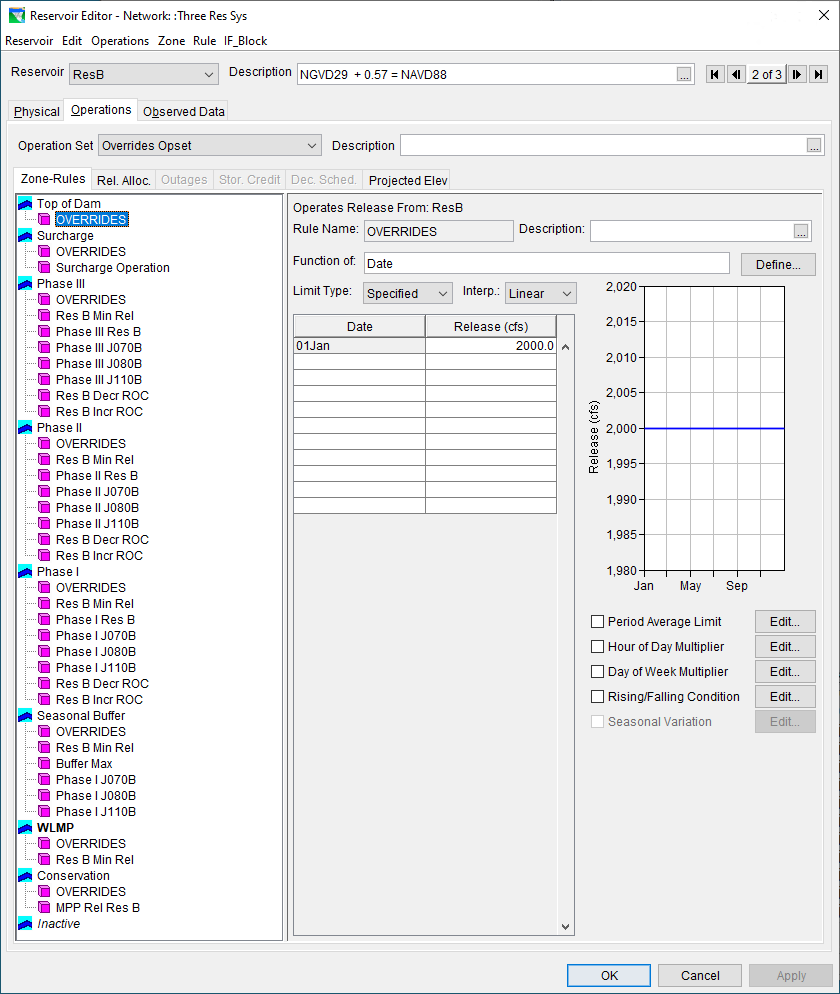 Reservoir Editor - Network: :Three Res Sys
Reservoir Edit Operations Zone Rule IF_Block
Reservoir ResB Description NGVD29 + 0.57 = NAVD88 ... 2 of 3
Physical Operations Observed Data
Operation Set Overrides Opset Description ...
Zone-Rules Rel. Alloc. Outages Stor. Credit Dec. Sched. Projected Elev
Top of Dam
OVERRIDES
Surcharge
OVERRIDES
Surcharge Operation
Phase III
OVERRIDES
Res B Min Rel
Phase III Res B
Phase III J070B
Phase III J080B
Phase III J110B
Res B Decr ROC
Res B Incr ROC
Phase II
OVERRIDES
Res B Min Rel
Phase II Res B
Phase II J070B
Phase II J080B
Phase II J110B
Res B Decr ROC
Res B Incr ROC
Phase I
OVERRIDES
Res B Min Rel
Phase I Res B
Phase I J070B
Phase I J080B
Phase I J110B
Res B Decr ROC
Res B Incr ROC
Seasonal Buffer
OVERRIDES
Res B Min Rel
Buffer Max
Phase I J070B
Phase I J080B
Phase I J110B
WLMP
OVERRIDES
Res B Min Rel
Conservation
OVERRIDES
MPP Rel Res B
Inactive
Operates Release From: ResB
Rule Name: OVERRIDES Description: ...
Function of: Date Define...
Limit Type: Specified Interp.: Linear
Date Release (cfs)
01Jan 2000.0
Release (cfs)
2,020
2,015
2,010
2,005
2,000
1,995
1,990
1,985
1,980
Jan May Sep
Period Average Limit Edit...
Hour of Day Multiplier Edit...
Day of Week Multiplier Edit...
Rising/Falling Condition Edit...
Seasonal Variation Edit...
OK Cancel Apply